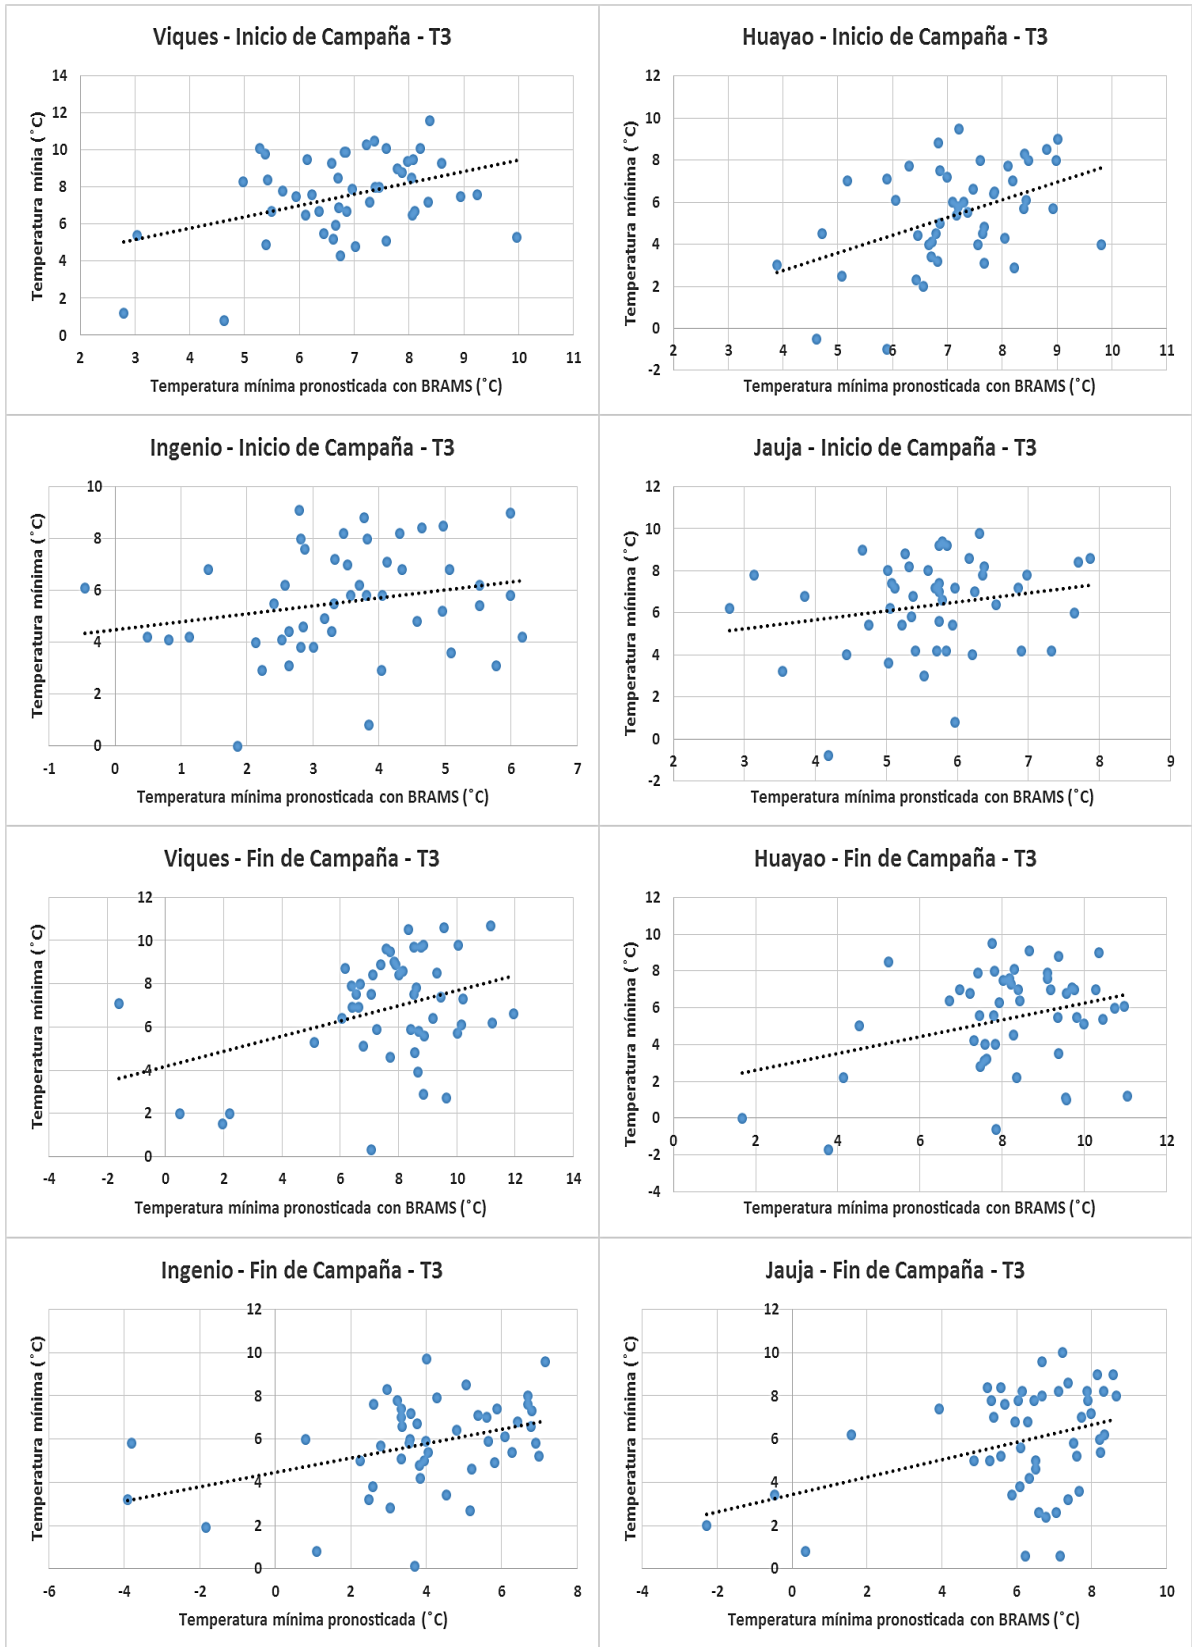 Viques - Inicio de Campaña - T3
Temperatura mínia (˚C)
14
12
10
8
6
4
2
0
2 3 4 5 6 7 8 9 10 11
Temperatura mínima pronosticada con BRAMS (˚C)
Huayao - Inicio de Campaña - T3
Temperatura mínima (˚C)
12
10
8
6
4
2
0
-2
2 3 4 5 6 7 8 9 10 11
Temperatura mínima pronosticada con BRAMS (˚C)
Ingenio - Inicio de Campaña - T3
Temperatura mínima (˚C)
10
8
6
4
2
0
-1 0 1 2 3 4 5 6 7
Temperatura mínima pronosticada con BRAMS (˚C)
Jauja - Inicio de Campaña - T3
Temperatura mínima (˚C)
12
10
8
6
4
2
0
-2
2 3 4 5 6 7 8 9
Temperatura mínima pronosticada con BRAMS (˚C)
Viques - Fin de Campaña - T3
Temperatura mínima (˚C)
12
10
8
6
4
2
0
-4 -2 0 2 4 6 8 10 12 14
Temperatura mínima pronosticada con BRAMS (˚C)
Huayao - Fin de Campaña - T3
Temperatura mínima (˚C)
12
10
8
6
4
2
0
-2
-4
0 2 4 6 8 10 12
Temperatura mínima pronosticada con BRAMS (˚C)
Ingenio - Fin de Campaña - T3
Temperatura mínima (˚C)
12
10
8
6
4
2
0
-6 -4 -2 0 2 4 6 8
Temperatura mínima pronosticada (˚C)
Jauja - Fin de Campaña - T3
Temperatura mínima (˚C)
12
10
8
6
4
2
0
-4 -2 0 2 4 6 8 10
Temperatura mínima pronosticada con BRAMS (˚C)